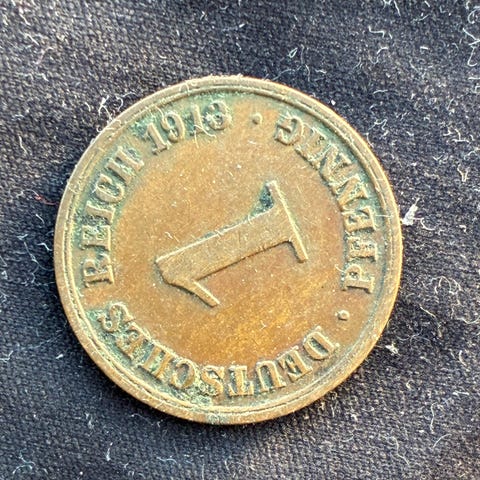 DEUTSCHES REICH 1913 · PFENNIG ·
1